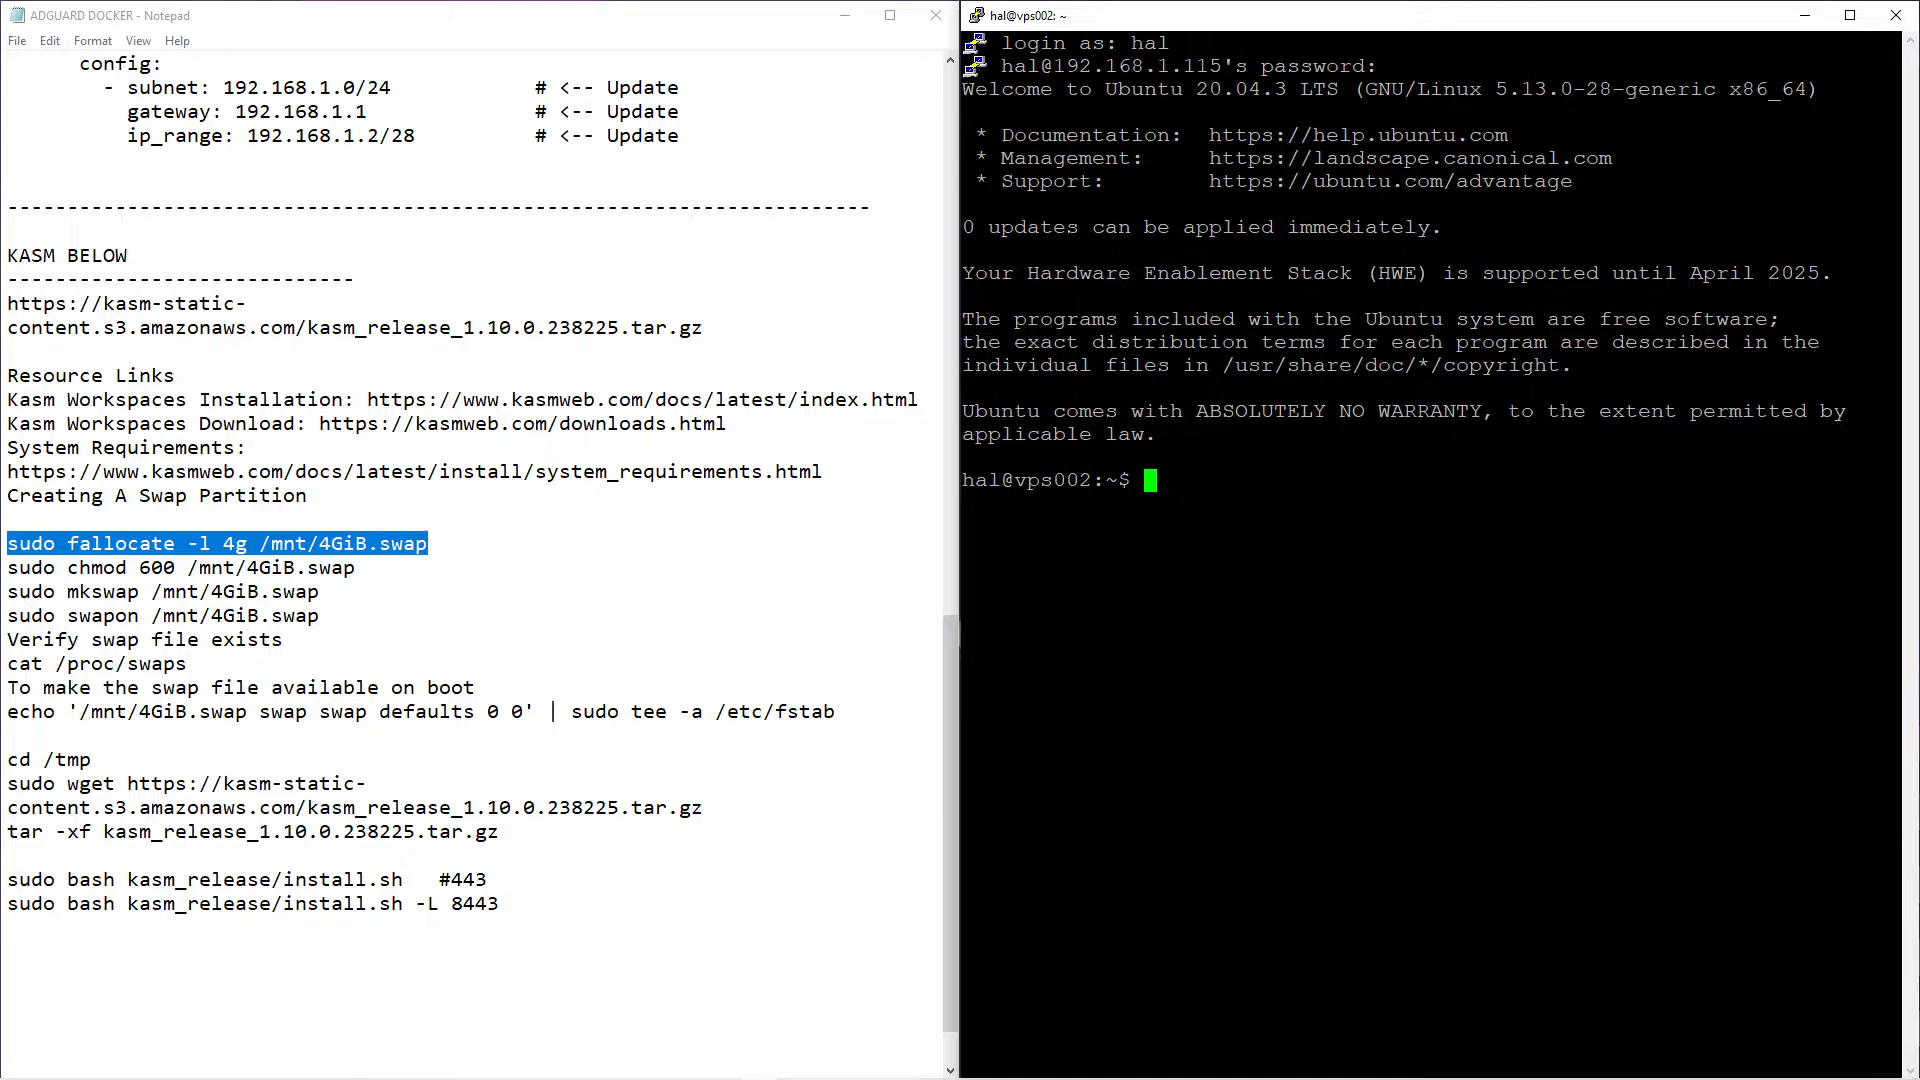 ADGUARD DOCKER - Notepad
File Edit Format View Help
config:
- subnet: 192.168.1.0/24 # <-- Update
gateway: 192.168.1.1 # <-- Update
ip_range: 192.168.1.2/28 # <-- Update
------------------------------------------------------------------------
KASM BELOW
-----------------------------
https://kasm-static-
content.s3.amazonaws.com/kasm_release_1.10.0.238225.tar.gz
Resource Links
Kasm Workspaces Installation: https://www.kasmweb.com/docs/latest/index.html
Kasm Workspaces Download: https://kasmweb.com/downloads.html
System Requirements:
https://www.kasmweb.com/docs/latest/install/system_requirements.html
Creating A Swap Partition
sudo fallocate -l 4g /mnt/4GiB.swap
sudo chmod 600 /mnt/4GiB.swap
sudo mkswap /mnt/4GiB.swap
sudo swapon /mnt/4GiB.swap
Verify swap file exists
cat /proc/swaps
To make the swap file available on boot
echo '/mnt/4GiB.swap swap swap defaults 0 0' | sudo tee -a /etc/fstab
cd /tmp
sudo wget https://kasm-static-
content.s3.amazonaws.com/kasm_release_1.10.0.238225.tar.gz
tar -xf kasm_release_1.10.0.238225.tar.gz
sudo bash kasm_release/install.sh #443
sudo bash kasm_release/install.sh -L 8443
hal@vps002: ~
login as: hal
hal@192.168.1.115's password:
Welcome to Ubuntu 20.04.3 LTS (GNU/Linux 5.13.0-28-generic x86_64)
* Documentation: https://help.ubuntu.com
* Management: https://landscape.canonical.com
* Support: https://ubuntu.com/advantage
0 updates can be applied immediately.
Your Hardware Enablement Stack (HWE) is supported until April 2025.
The programs included with the Ubuntu system are free software;
the exact distribution terms for each program are described in the
individual files in /usr/share/doc/*/copyright.
Ubuntu comes with ABSOLUTELY NO WARRANTY, to the extent permitted by
applicable law.
hal@vps002:~$